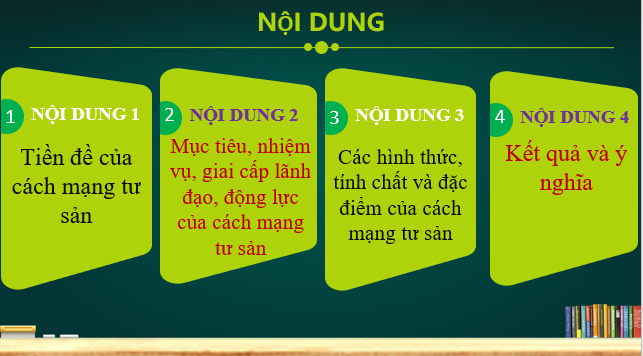 NỘI DUNG
1
NỘI DUNG 1
Tiền đề của
cách mạng tư
sản
2
NỘI DUNG 2
Mục tiêu, nhiệm
vụ, giai cấp lãnh
đạo, động lực
của cách mạng
tư sản
3
NỘI DUNG 3
Các hình thức,
tính chất và đặc
điểm của cách
mạng tư sản
4
NỘI DUNG 4
Kết quả và ý
nghĩa